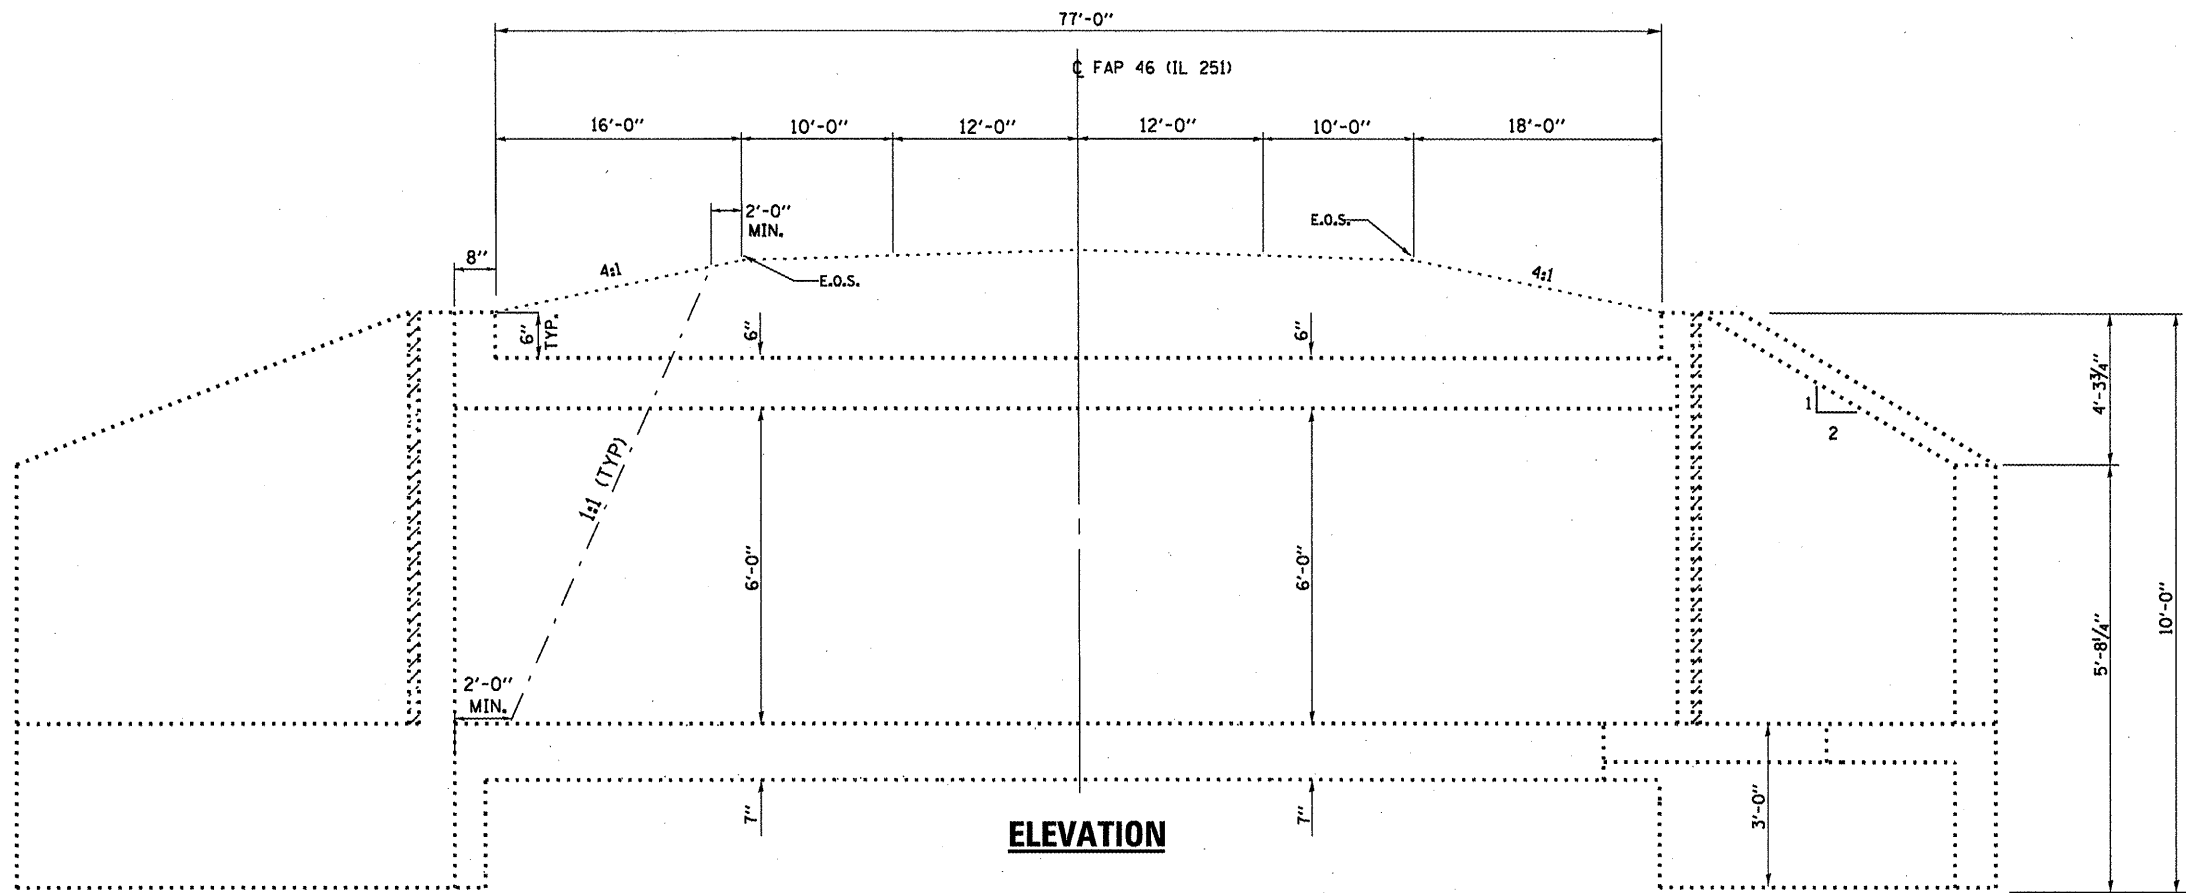 77'-0"
℄ FAP 46 (IL 251)
16'-0" 10'-0" 12'-0" 12'-0" 10'-0" 18'-0"
2'-0"
MIN.
E.O.S.
8"
4:1
E.O.S.
4:1
6"
TYP.
6"
6"
1
2
4'-3¾"
1:1 (TYP)
6'-0"
6'-0"
10'-0"
5'-8¼"
2'-0"
MIN.
7"
7"
3'-0"
ELEVATION